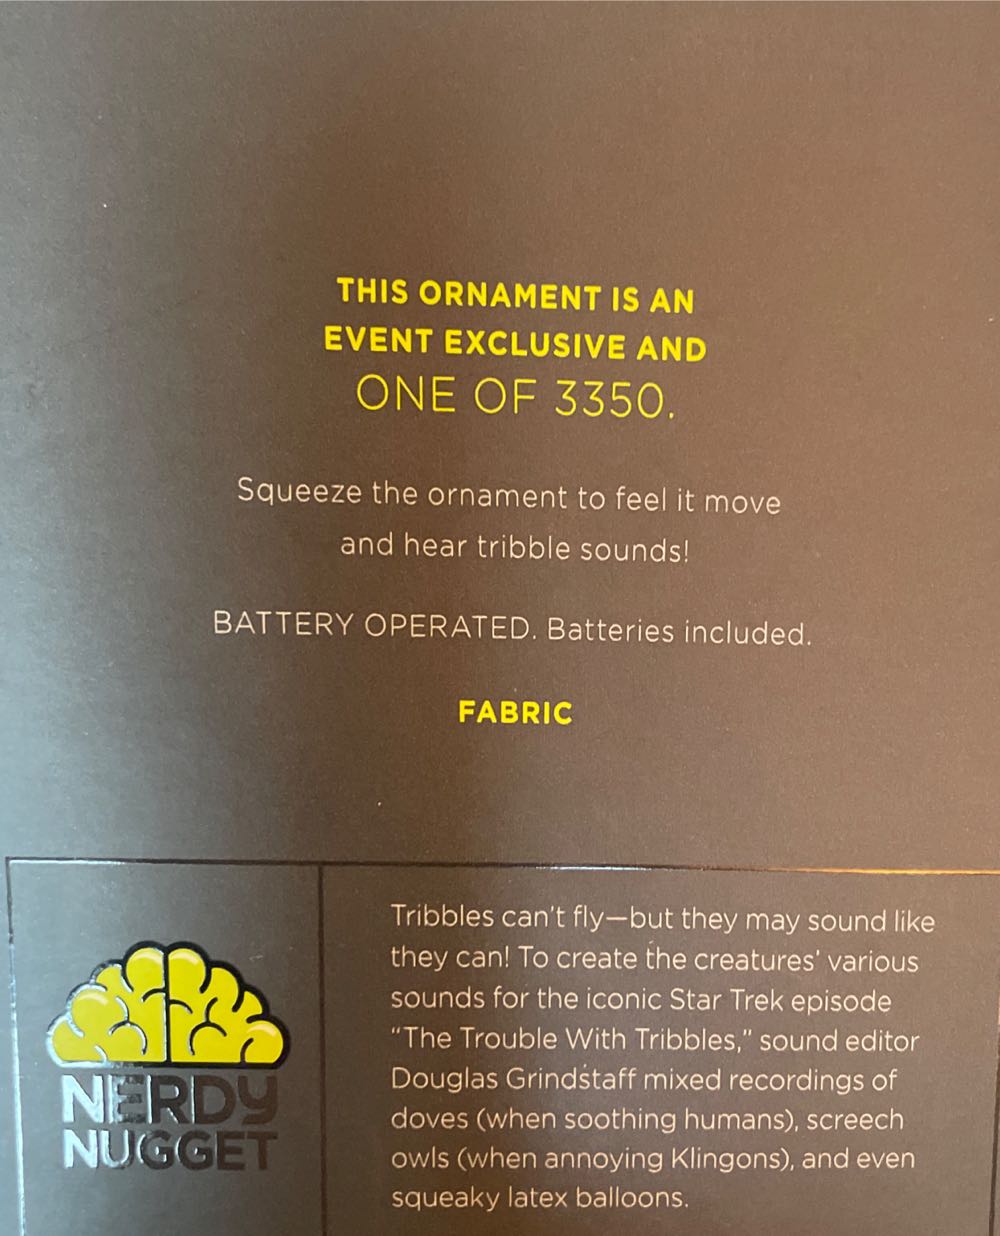 THIS ORNAMENT IS AN
EVENT EXCLUSIVE AND
ONE OF 3350.
Squeeze the ornament to feel it move
and hear tribble sounds!
BATTERY OPERATED. Batteries included.
FABRIC
NERDY
NUGGET
Tribbles can't fly—but they may sound like
they can! To create the creatures' various
sounds for the iconic Star Trek episode
"The Trouble With Tribbles," sound editor
Douglas Grindstaff mixed recordings of
doves (when soothing humans), screech
owls (when annoying Klingons), and even
squeaky latex balloons.